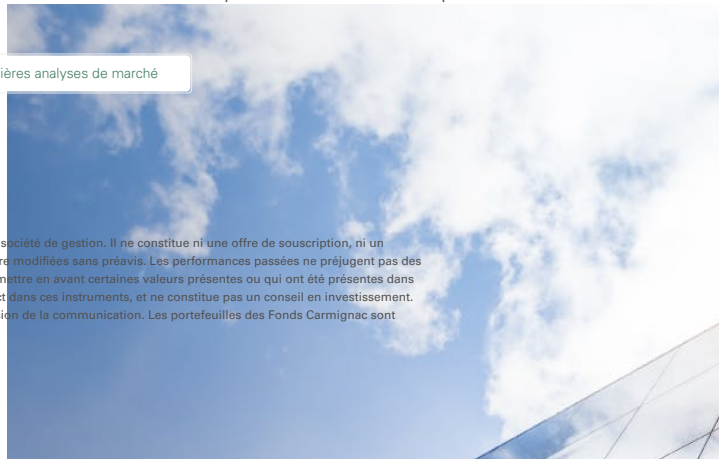 ières analyses de marché
société de gestion. Il ne constitue ni une offre de souscription, ni un
re modifiées sans préavis. Les performances passées ne préjugent pas des
mettre en avant certaines valeurs présentes ou qui ont été présentes dans
ct dans ces instruments, et ne constitue pas un conseil en investissement.
sion de la communication. Les portefeuilles des Fonds Carmignac sont